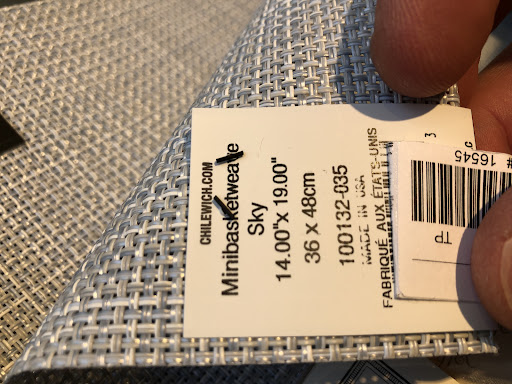 CHILEWICH.COM
Minibasketweave
Sky
14.00"x 19.00"
36 x 48cm
100132-035
MADE IN USA
FABRIQUÉ AUX ÉTATS-UNIS
# 16545
TP